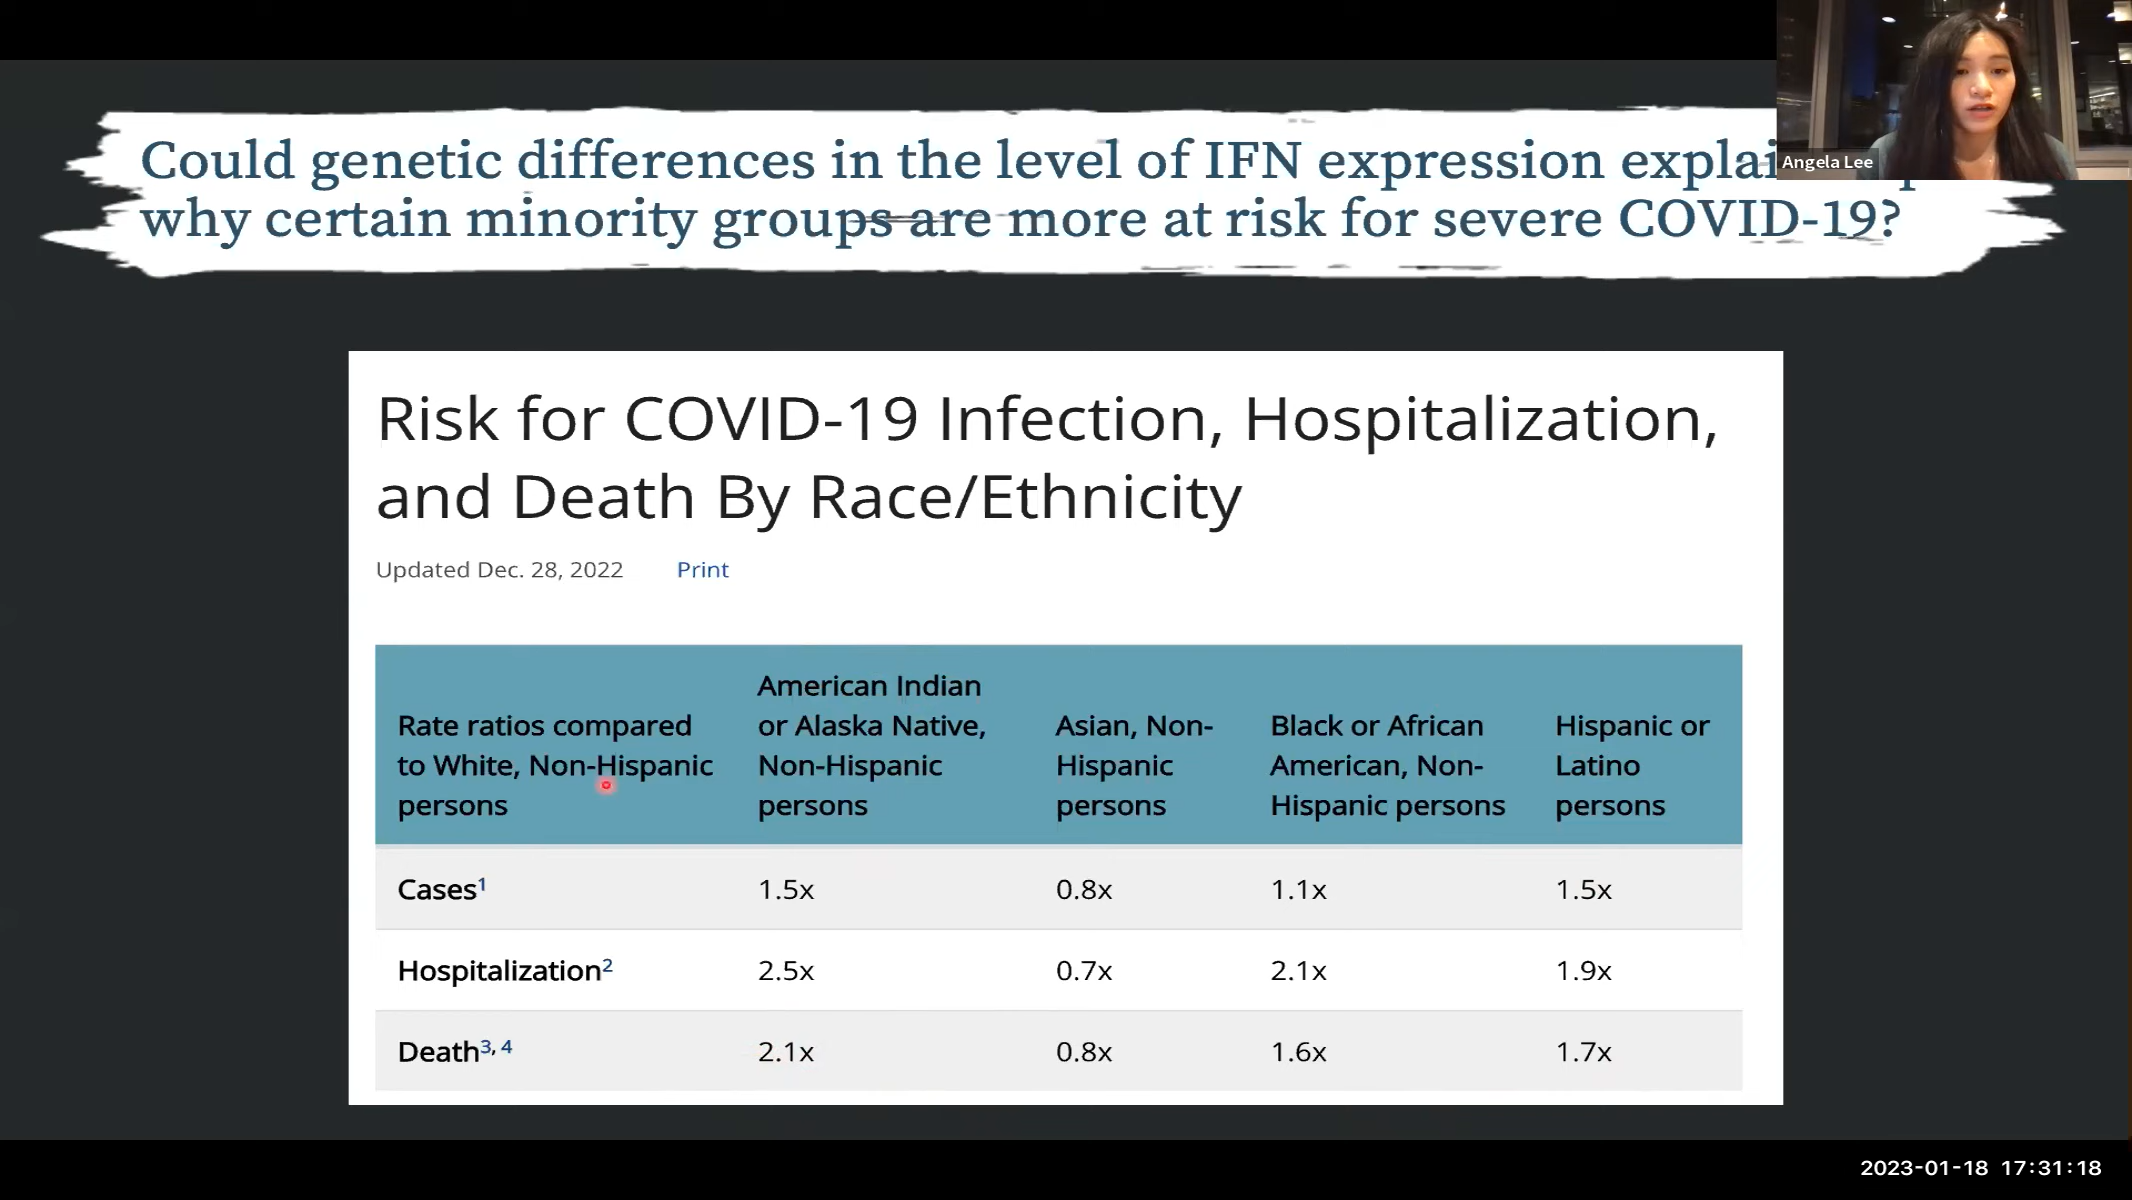 Could genetic differences in the level of IFN expression
why certain minority groups are more at risk for severe COVID-19?
Angela Lee
Risk for COVID-19 Infection, Hospitalization,
and Death By Race/Ethnicity
Updated Dec. 28, 2022 Print
Rate ratios compared
to White, Non-Hispanic
persons
American Indian
or Alaska Native,
Non-Hispanic
persons
Asian, Non-
Hispanic
persons
Black or African
American, Non-
Hispanic persons
Hispanic or
Latino
persons
Cases1 1.5x 0.8x 1.1x 1.5x
Hospitalization2 2.5x 0.7x 2.1x 1.9x
Death3, 4 2.1x 0.8x 1.6x 1.7x
2023-01-18 17:31:18